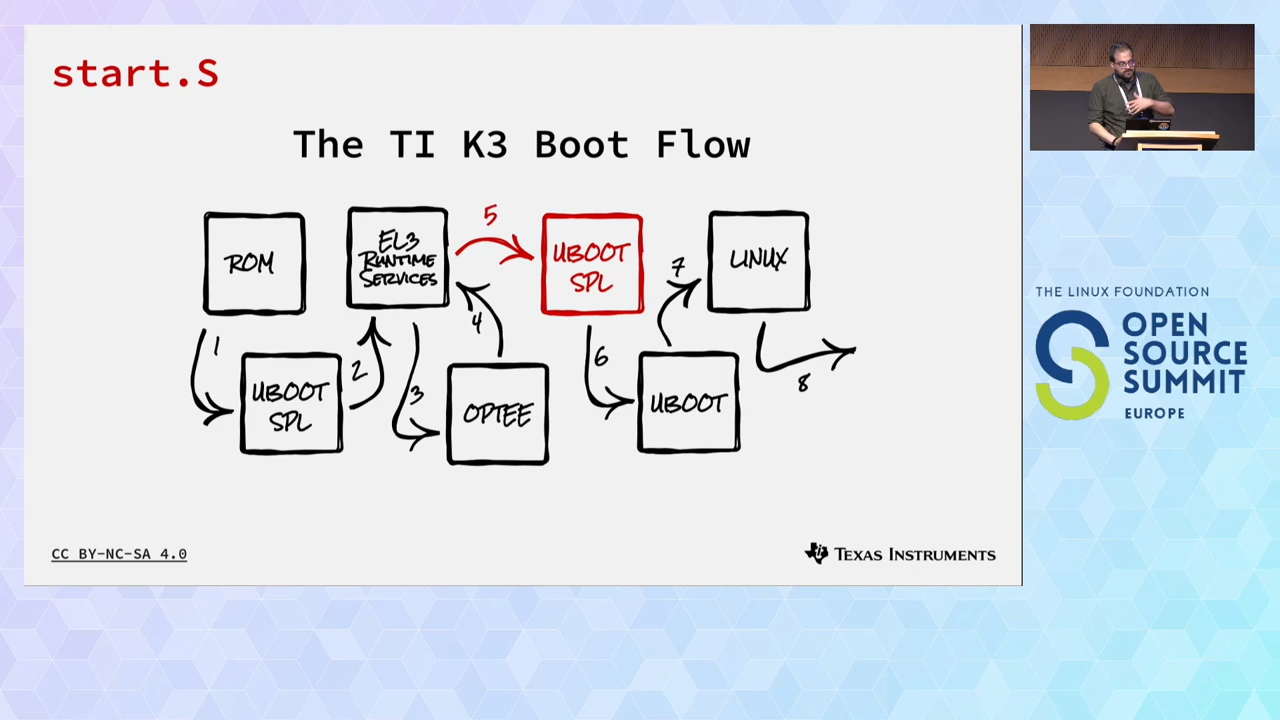 start.S
The TI K3 Boot Flow
ROM
EL3
RUNTIME
SERVICES
5
UBOOT
SPL
LINUX
1
UBOOT
SPL
2
3
4
OPTEE
6
UBOOT
7
8
CC BY-NC-SA 4.0
TEXAS INSTRUMENTS
THE LINUX FOUNDATION
OPEN
SOURCE
SUMMIT
EUROPE